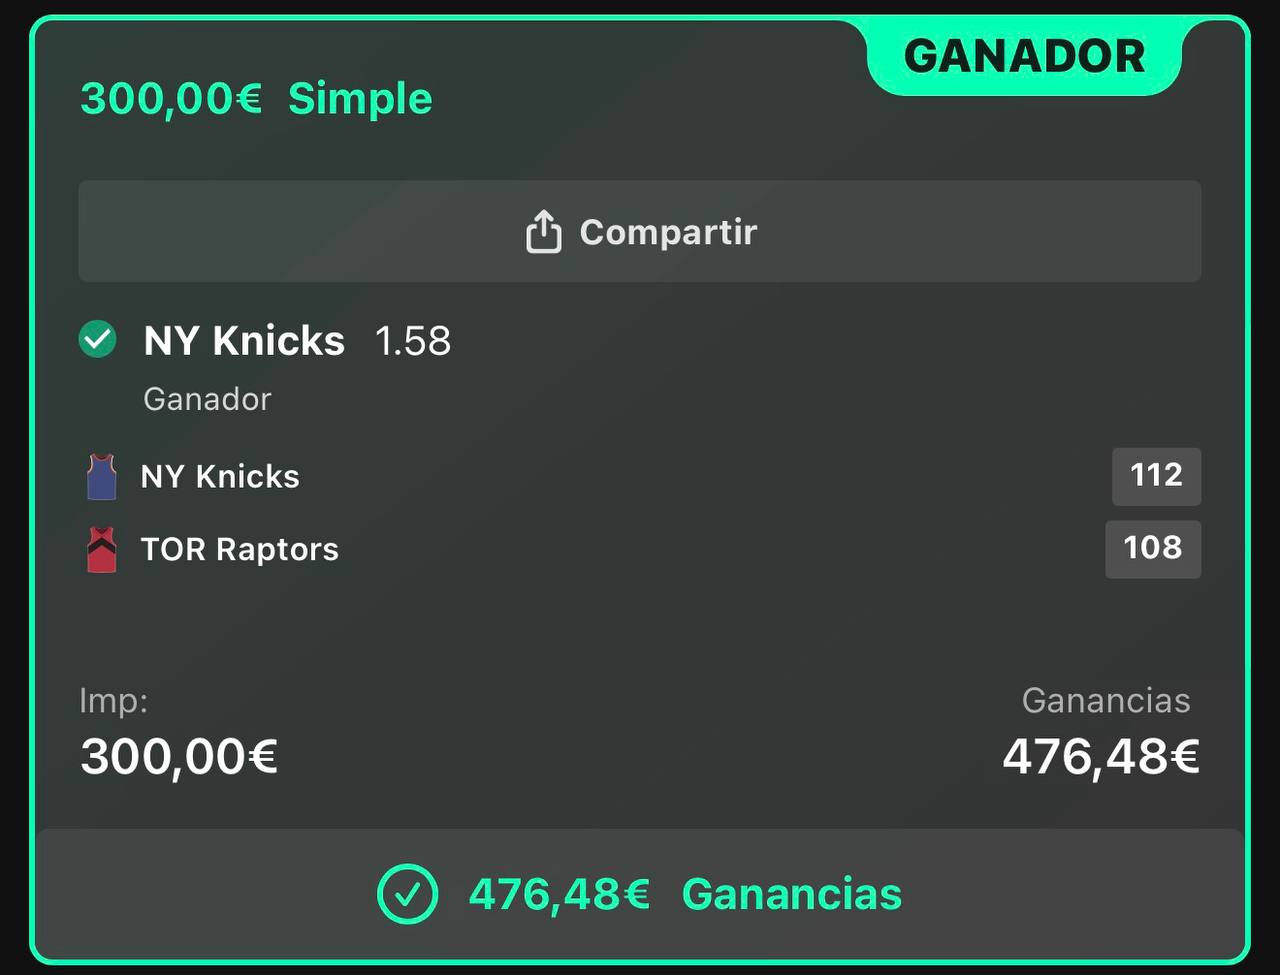 GANADOR
300,00€ Simple
Compartir
NY Knicks 1.58
Ganador
NY Knicks 112
TOR Raptors 108
Imp: Ganancias
300,00€ 476,48€
476,48€ Ganancias